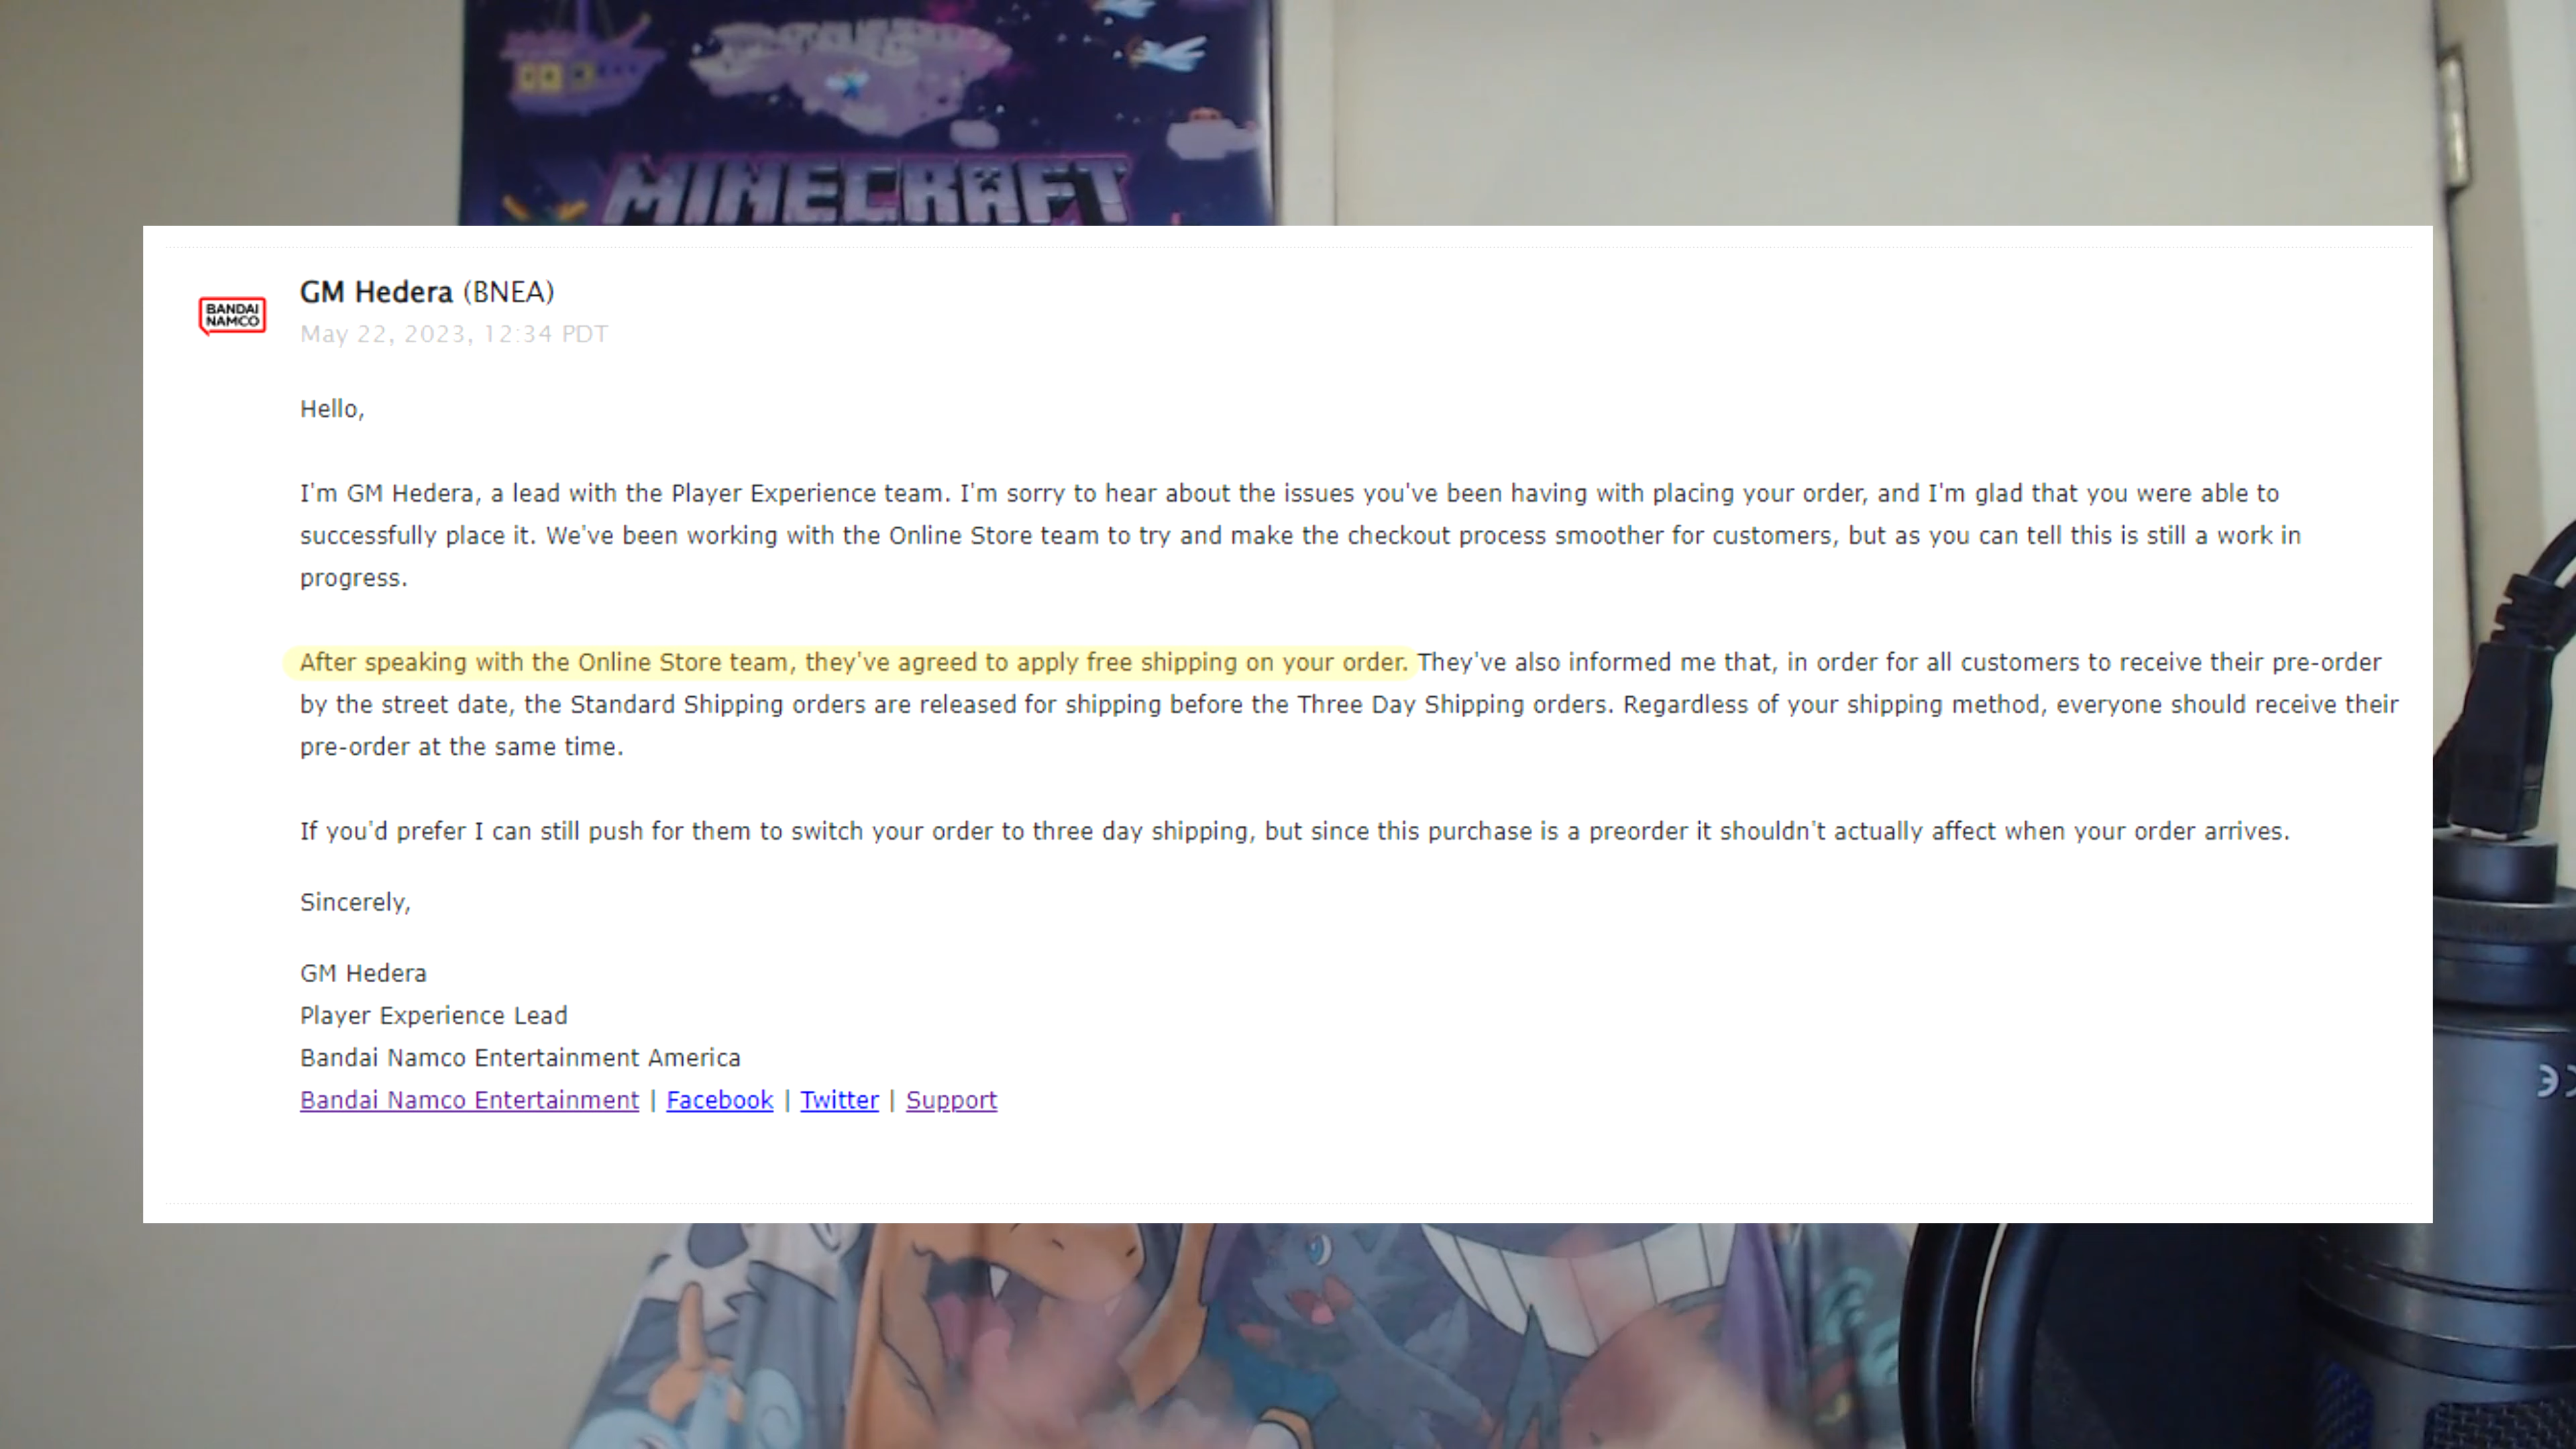 MINECRAFT
BANDAI
NAMCO
GM Hedera (BNEA)
May 22, 2023, 12:34 PDT
Hello,
I'm GM Hedera, a lead with the Player Experience team. I'm sorry to hear about the issues you've been having with placing your order, and I'm glad that you were able to
successfully place it. We've been working with the Online Store team to try and make the checkout process smoother for customers, but as you can tell this is still a work in
progress.
After speaking with the Online Store team, they've agreed to apply free shipping on your order. They've also informed me that, in order for all customers to receive their pre-order
by the street date, the Standard Shipping orders are released for shipping before the Three Day Shipping orders. Regardless of your shipping method, everyone should receive their
pre-order at the same time.
If you'd prefer I can still push for them to switch your order to three day shipping, but since this purchase is a preorder it shouldn't actually affect when your order arrives.
Sincerely,
GM Hedera
Player Experience Lead
Bandai Namco Entertainment America
Bandai Namco Entertainment | Facebook | Twitter | Support